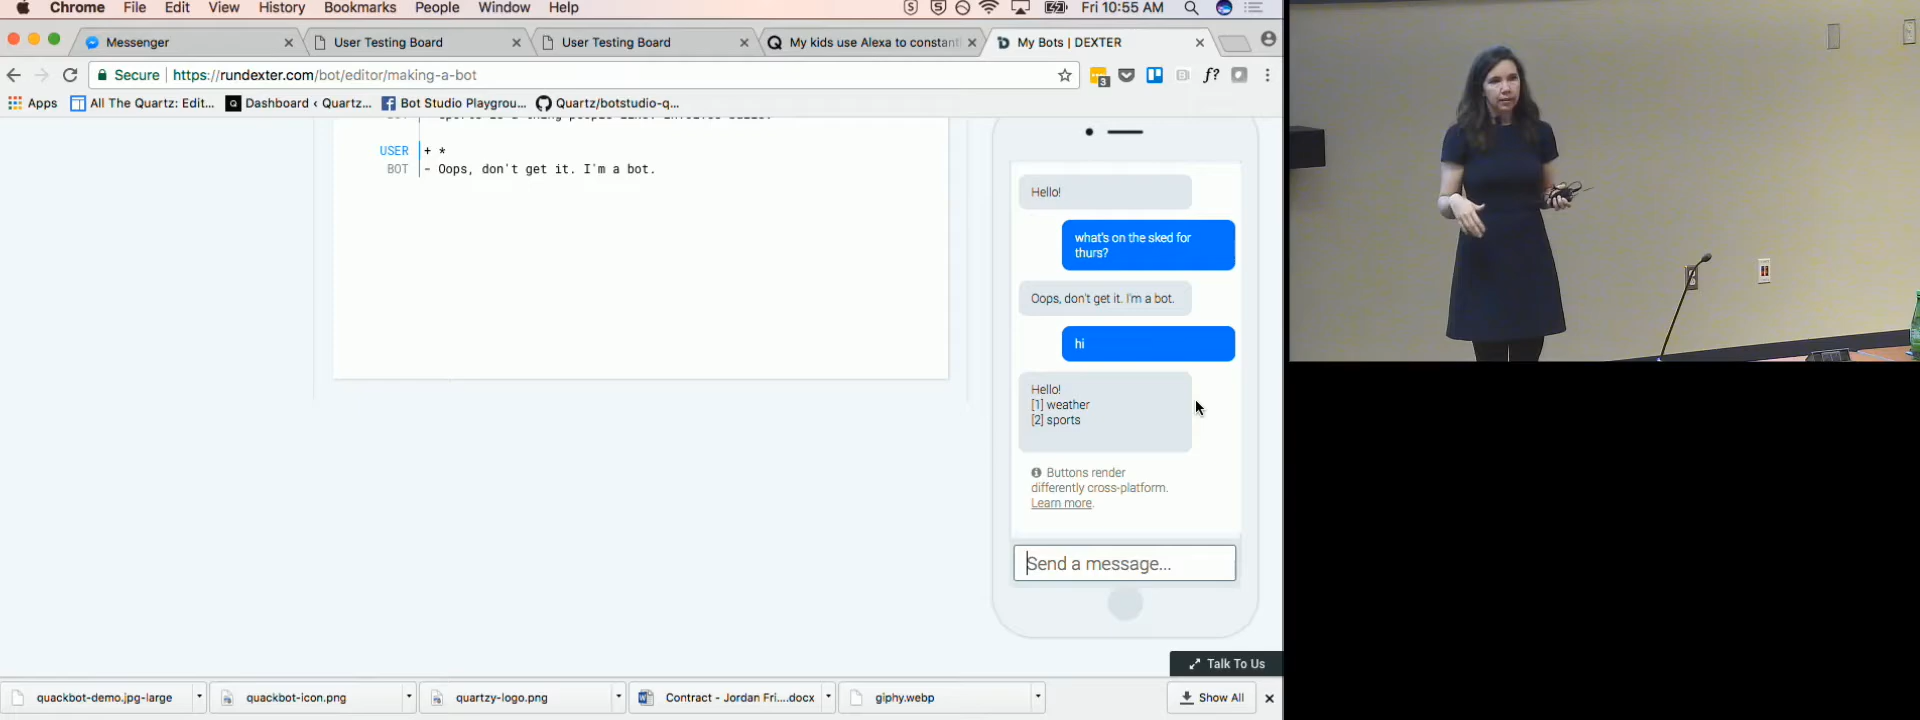 Chrome File Edit View History Bookmarks People Window Help Fri 10:55 AM
Messenger User Testing Board User Testing Board My kids use Alexa to constant My Bots | DEXTER
Secure https://rundexter.com/bot/editor/making-a-bot 3 f?
Apps All The Quartz: Edit... Dashboard ‹ Quartz... Bot Studio Playgrou... Quartz/botstudio-q...
USER + *
BOT - Oops, don't get it. I'm a bot.
Hello!
what's on the sked for
thurs?
Oops, don't get it. I'm a bot.
hi
Hello!
[1] weather
[2] sports
Buttons render
differently cross-platform.
Learn more.
Send a message...
Talk To Us
quackbot-demo.jpg-large quackbot-icon.png quartzy-logo.png Contract - Jordan Fri....docx giphy.webp Show All